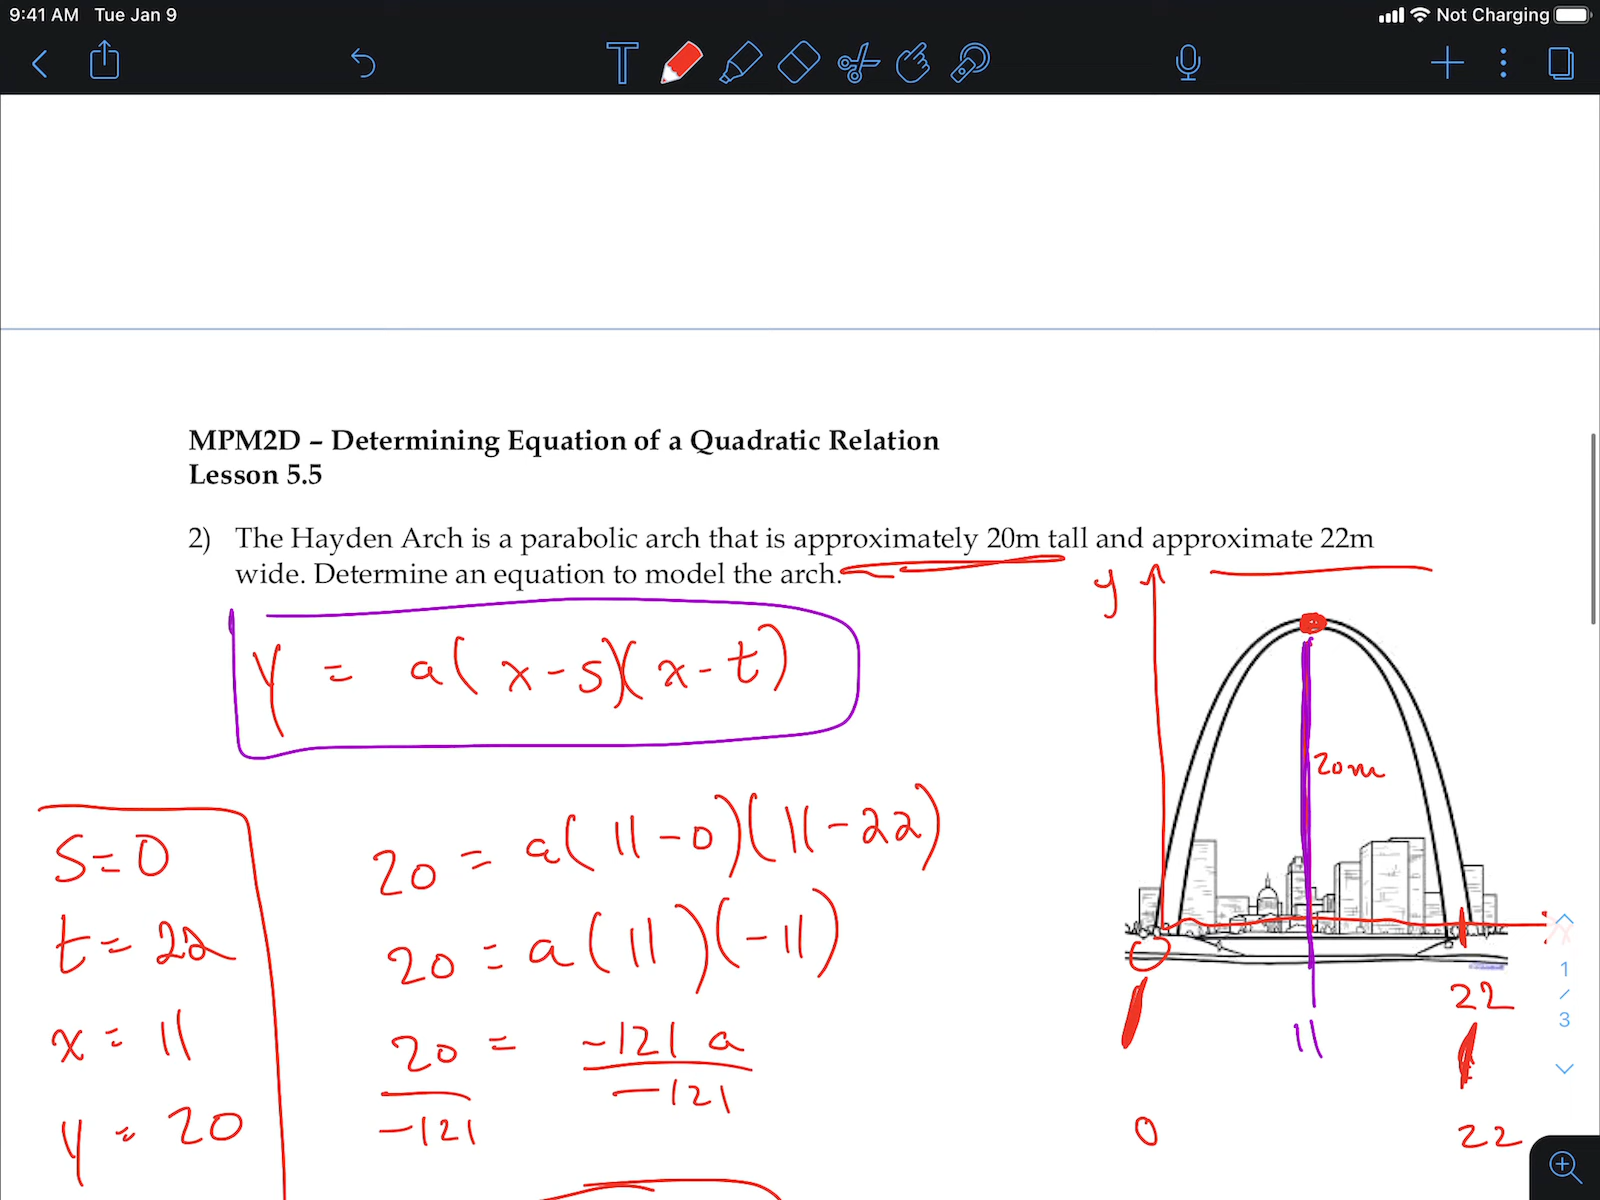 9:41 AM Tue Jan 9
Not Charging
MPM2D – Determining Equation of a Quadratic Relation
Lesson 5.5
2) The Hayden Arch is a parabolic arch that is approximately 20m tall and approximate 22m
wide. Determine an equation to model the arch.
y
y = a(x-s)(x-t)
20m
s=0
t=22
x=11
y=20
20 = a(11-0)(11-22)
20 = a(11)(-11)
20 = -121 a
-121 -121
22
11
0
22
1
/
3